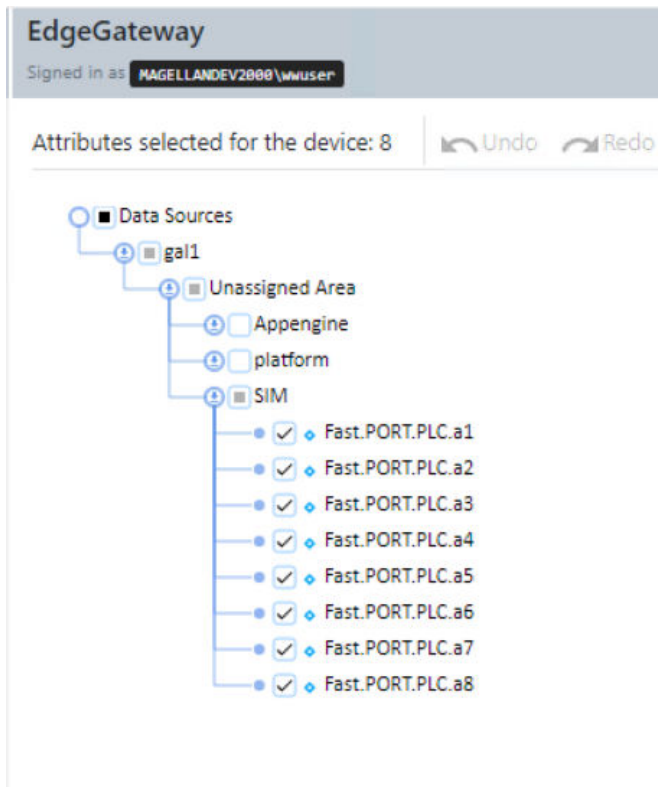 EdgeGateway
Signed in as MAGELLANDEV2000\wwuser
Attributes selected for the device: 8 Undo Redo
Data Sources
gal1
Unassigned Area
Appengine
platform
SIM
Fast.PORT.PLC.a1
Fast.PORT.PLC.a2
Fast.PORT.PLC.a3
Fast.PORT.PLC.a4
Fast.PORT.PLC.a5
Fast.PORT.PLC.a6
Fast.PORT.PLC.a7
Fast.PORT.PLC.a8